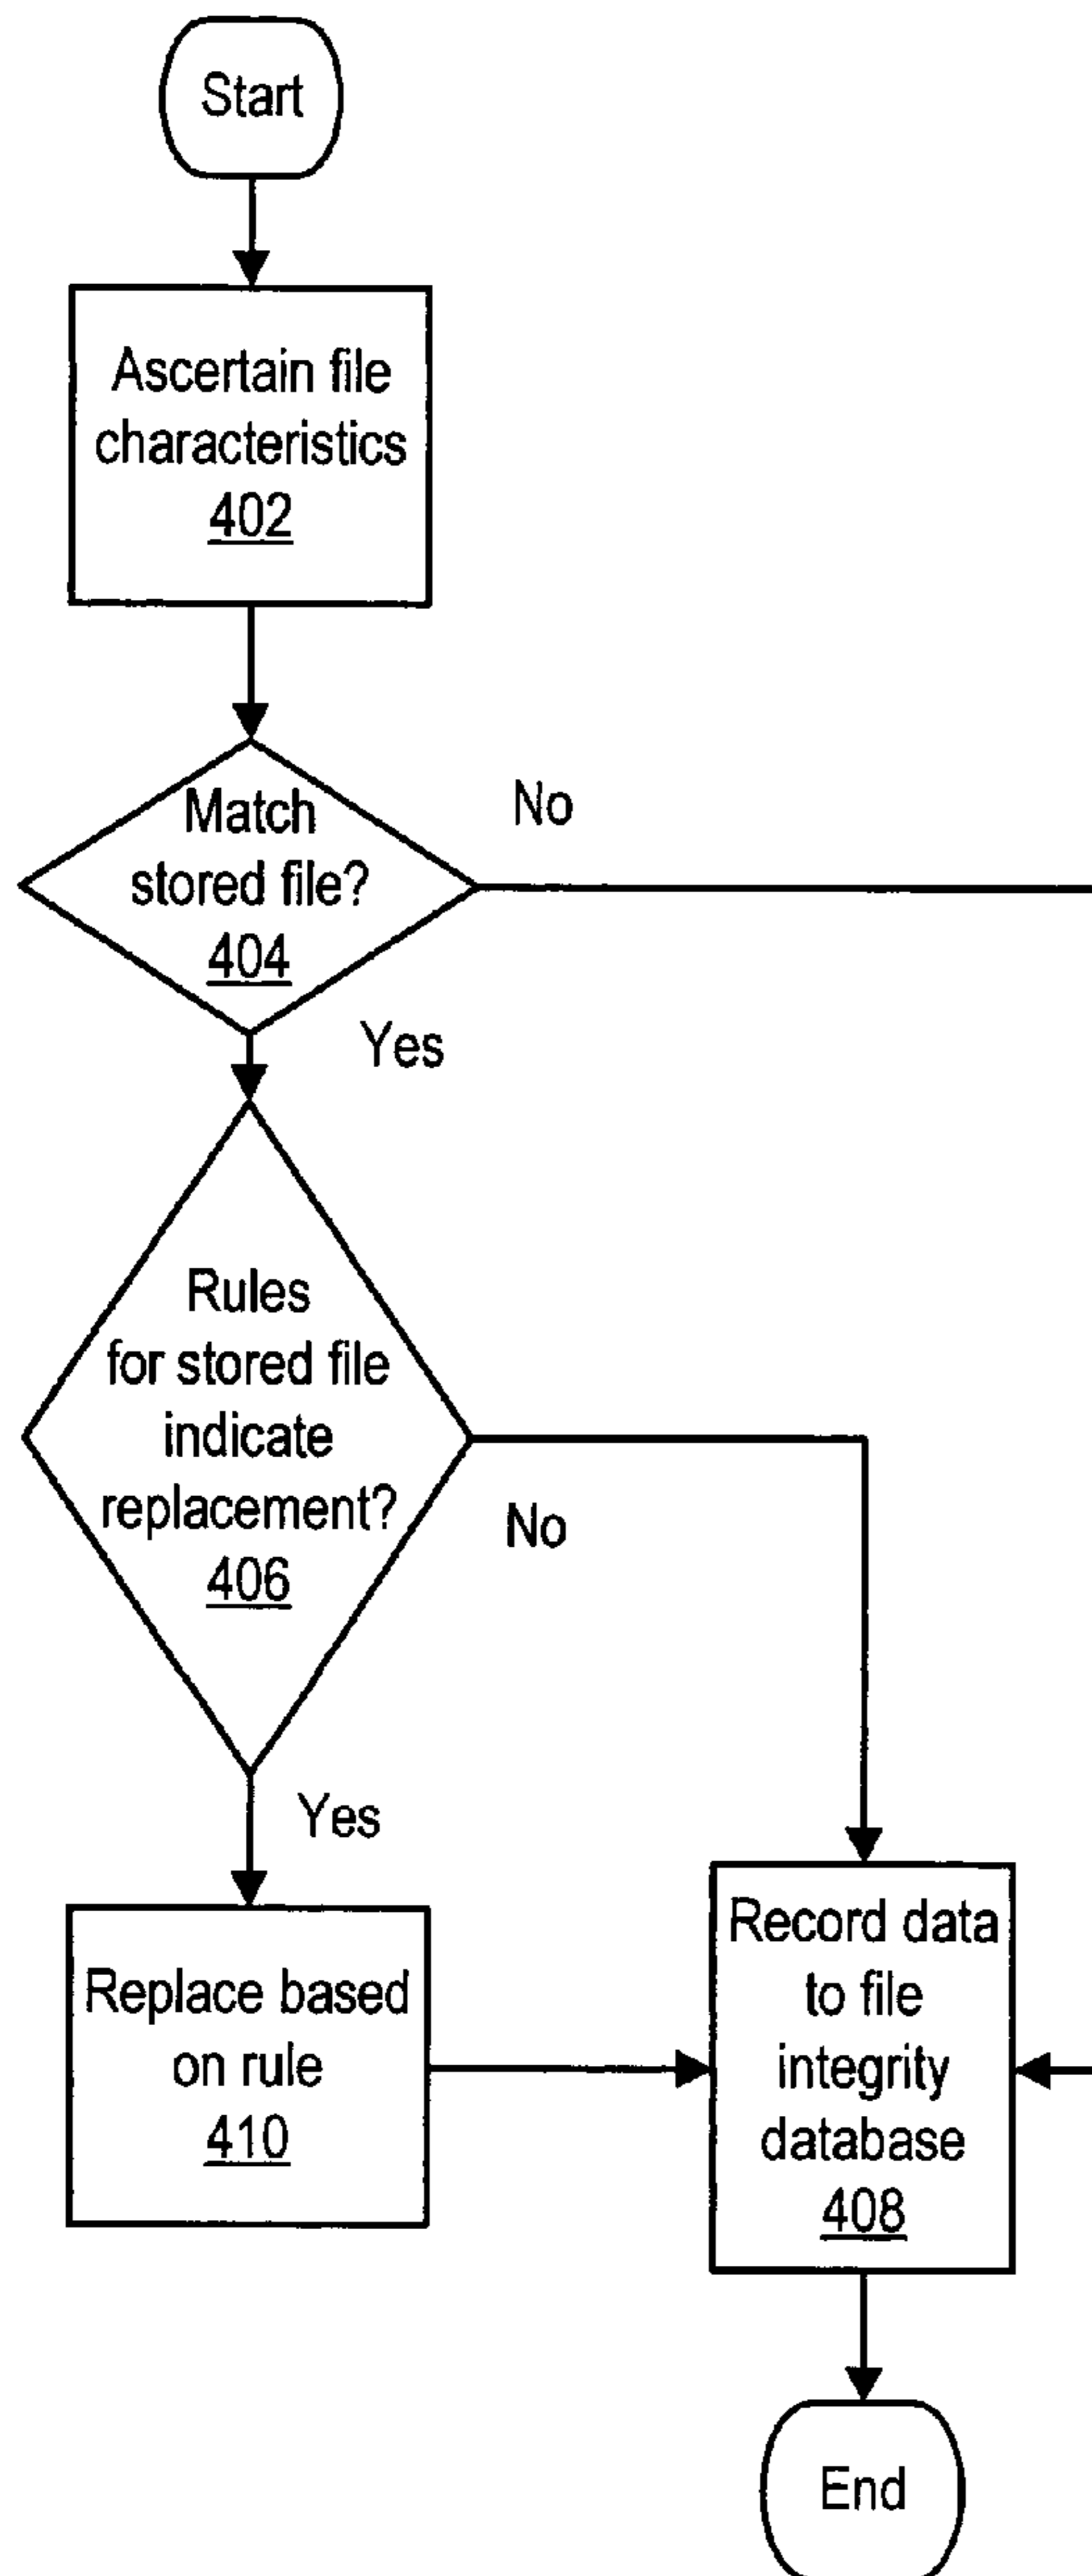 Start
Ascertain file
characteristics
402
Match
stored file?
404
No
Yes
Rules
for stored file
indicate
replacement?
406
No
Yes
Replace based
on rule
410
Record data
to file
integrity
database
408
End